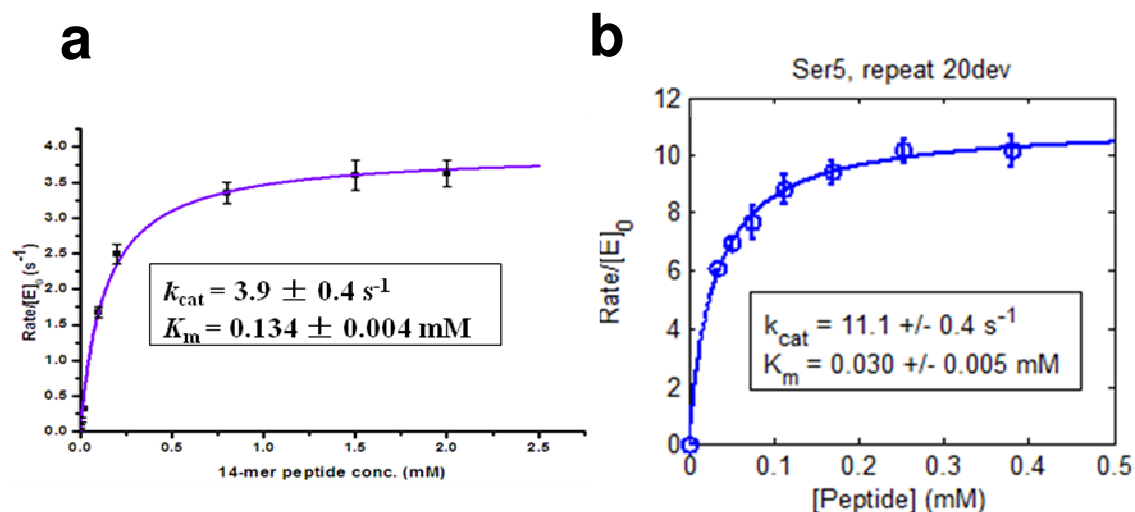 a
Rate/[E]₀ (s⁻¹)
4.0
3.5
3.0
2.5
2.0
1.5
1.0
0.5
0.0
k_cat = 3.9 ± 0.4 s⁻¹
K_m = 0.134 ± 0.004 mM
0.0 0.5 1.0 1.5 2.0 2.5
14-mer peptide conc. (mM)
b
Ser5, repeat 20dev
Rate/[E]₀
12
10
8
6
4
2
0
k_cat = 11.1 +/- 0.4 s⁻¹
K_m = 0.030 +/- 0.005 mM
0 0.1 0.2 0.3 0.4 0.5
[Peptide] (mM)